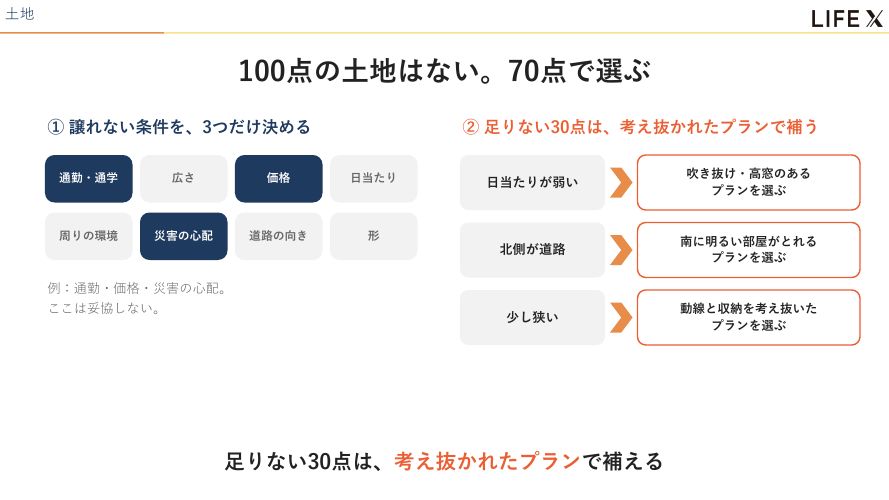 土地
LIFE X
100点の土地はない。70点で選ぶ
① 譲れない条件を、3つだけ決める
通勤・通学
広さ
価格
日当たり
周りの環境
災害の心配
道路の向き
形
例：通勤・価格・災害の心配。
ここは妥協しない。
② 足りない30点は、考え抜かれたプランで補う
日当たりが弱い
吹き抜け・高窓のある
プランを選ぶ
北側が道路
南に明るい部屋がとれる
プランを選ぶ
少し狭い
動線と収納を考え抜いた
プランを選ぶ
足りない30点は、考え抜かれたプランで補える